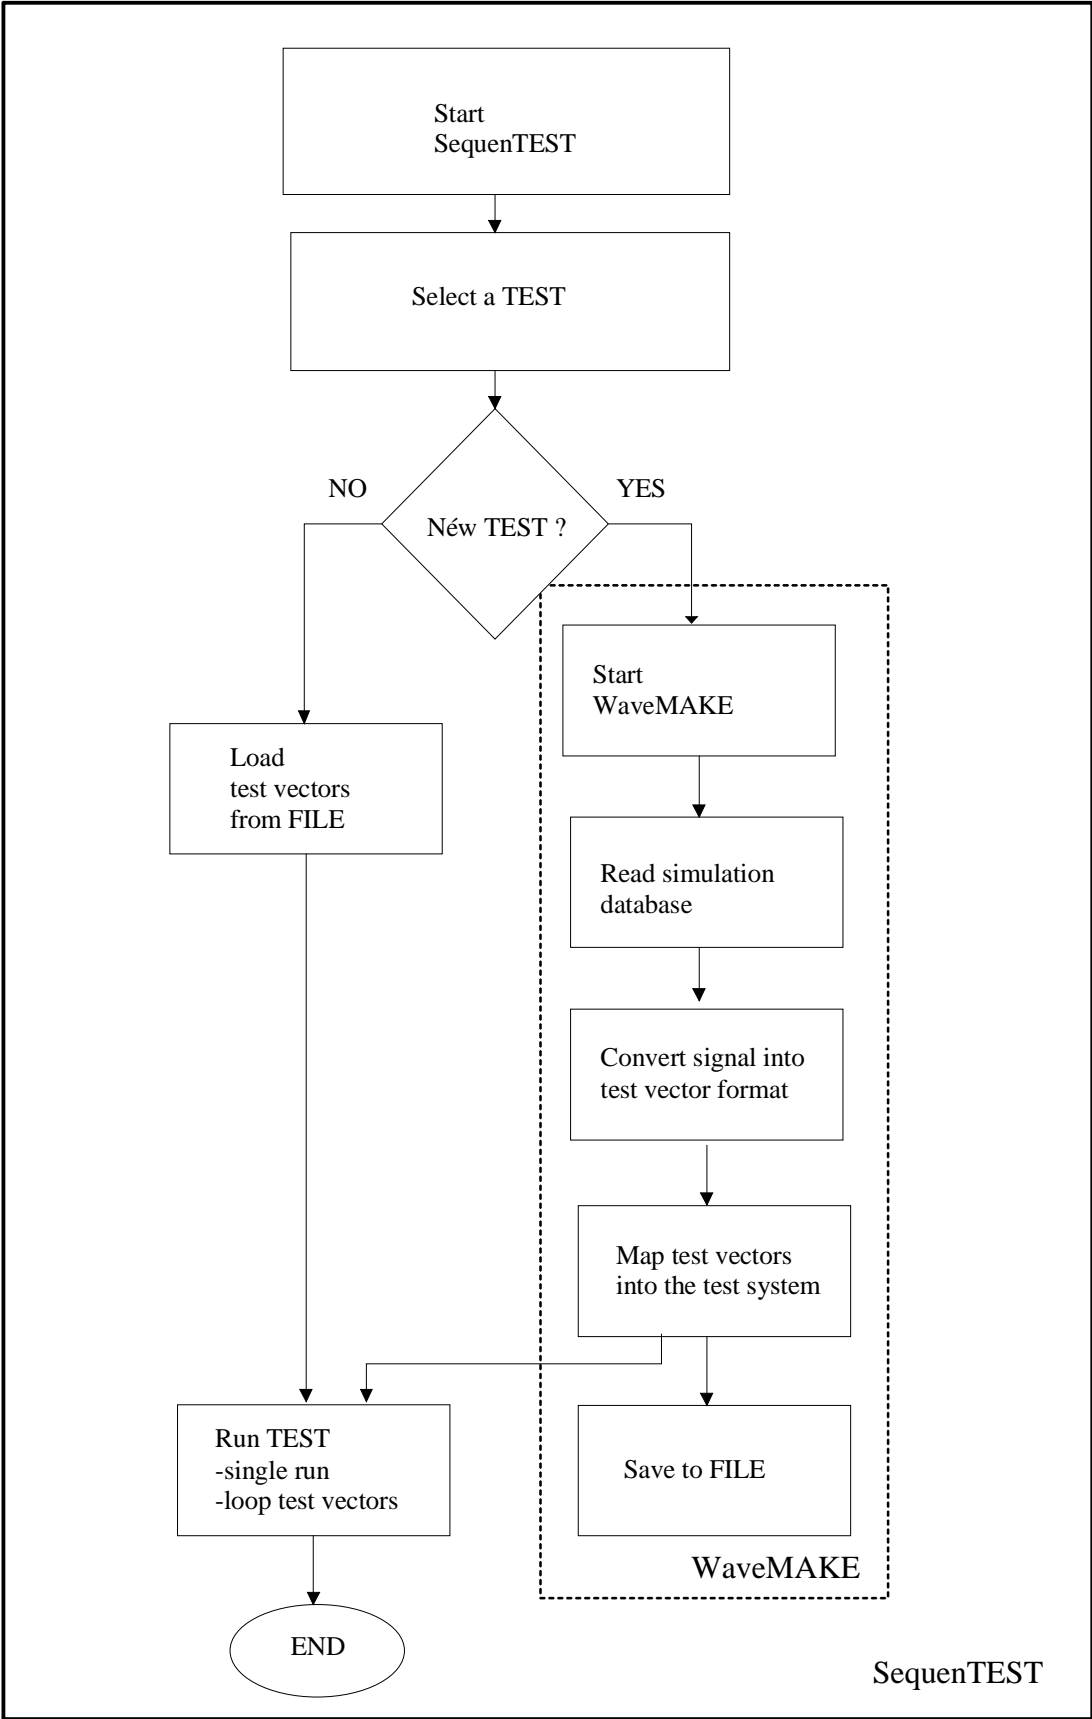 Start
SequenTEST
Select a TEST
NO
YES
Néw TEST ?
Start
WaveMAKE
Load
test vectors
from FILE
Read simulation
database
Convert signal into
test vector format
Map test vectors
into the test system
Run TEST
-single run
-loop test vectors
Save to FILE
WaveMAKE
END
SequenTEST